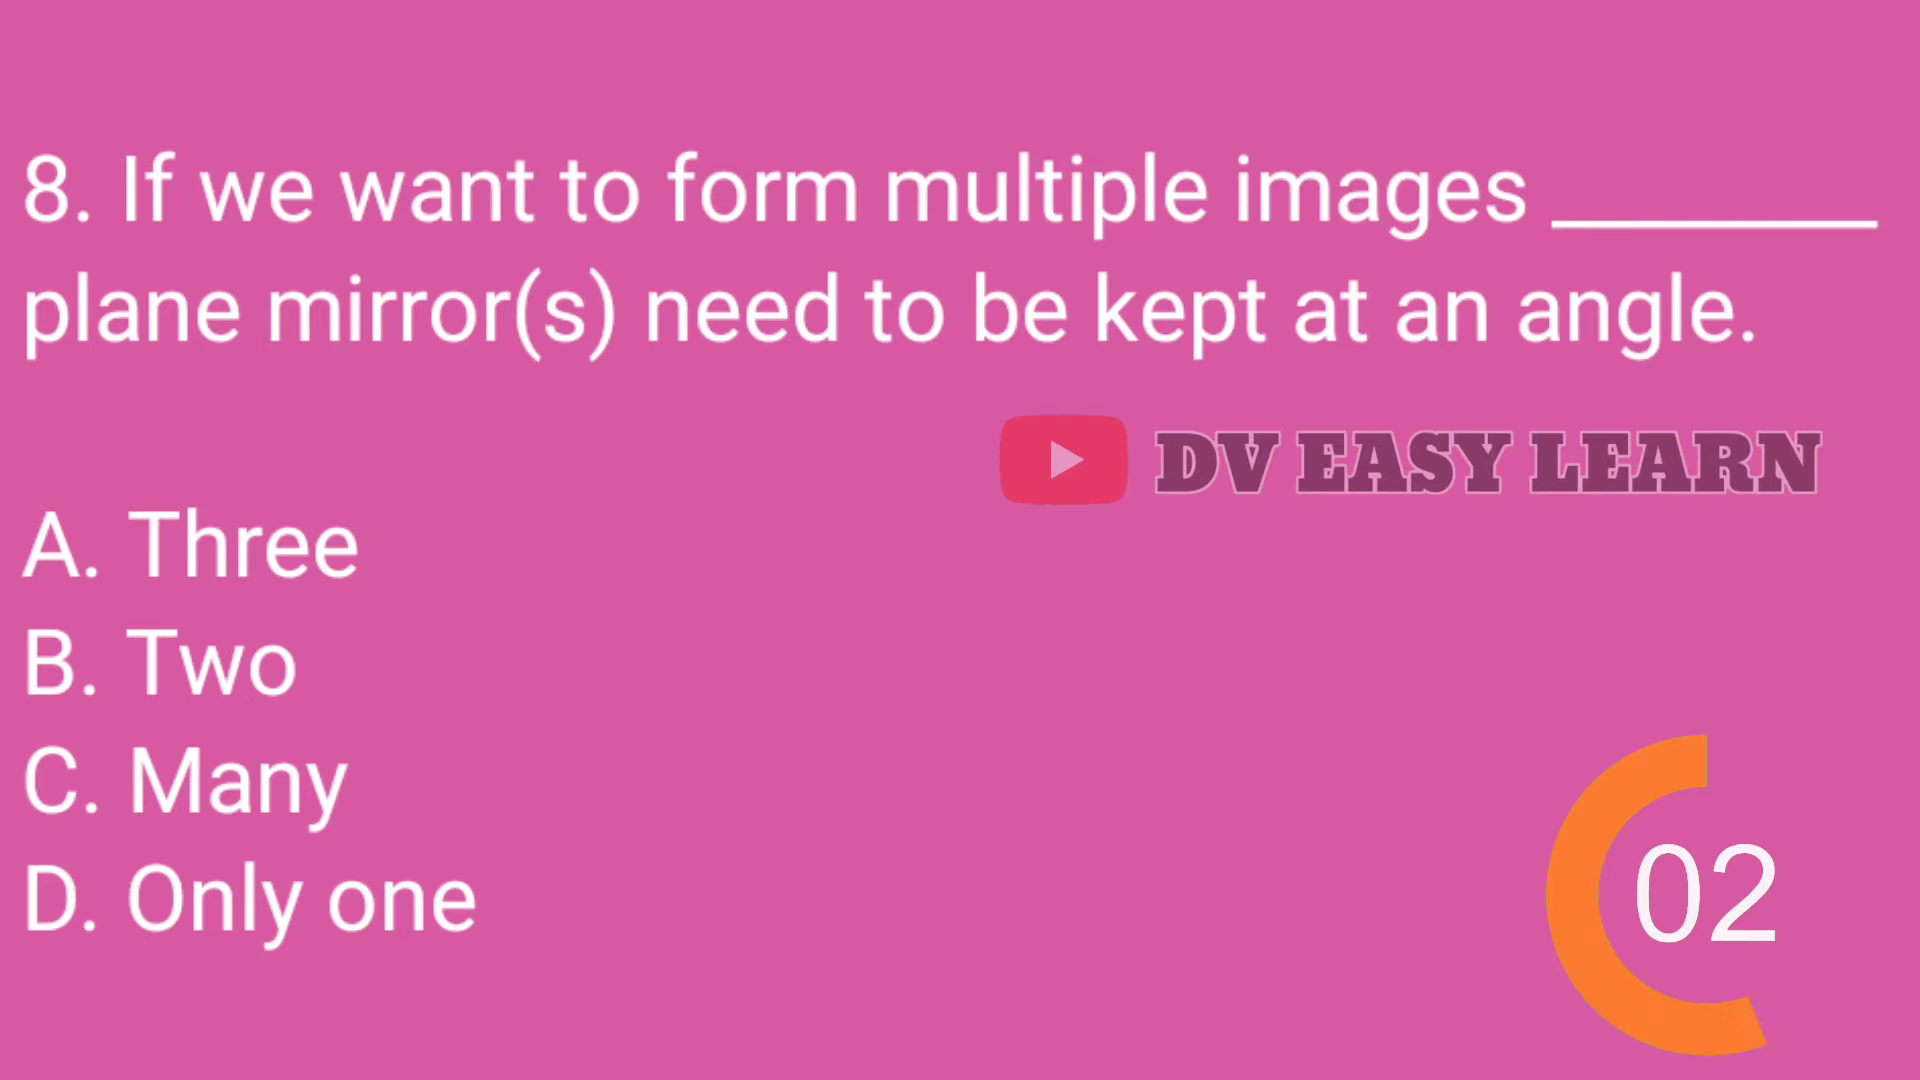 8. If we want to form multiple images ________
plane mirror(s) need to be kept at an angle.
DV EASY LEARN
A. Three
B. Two
C. Many
D. Only one
02